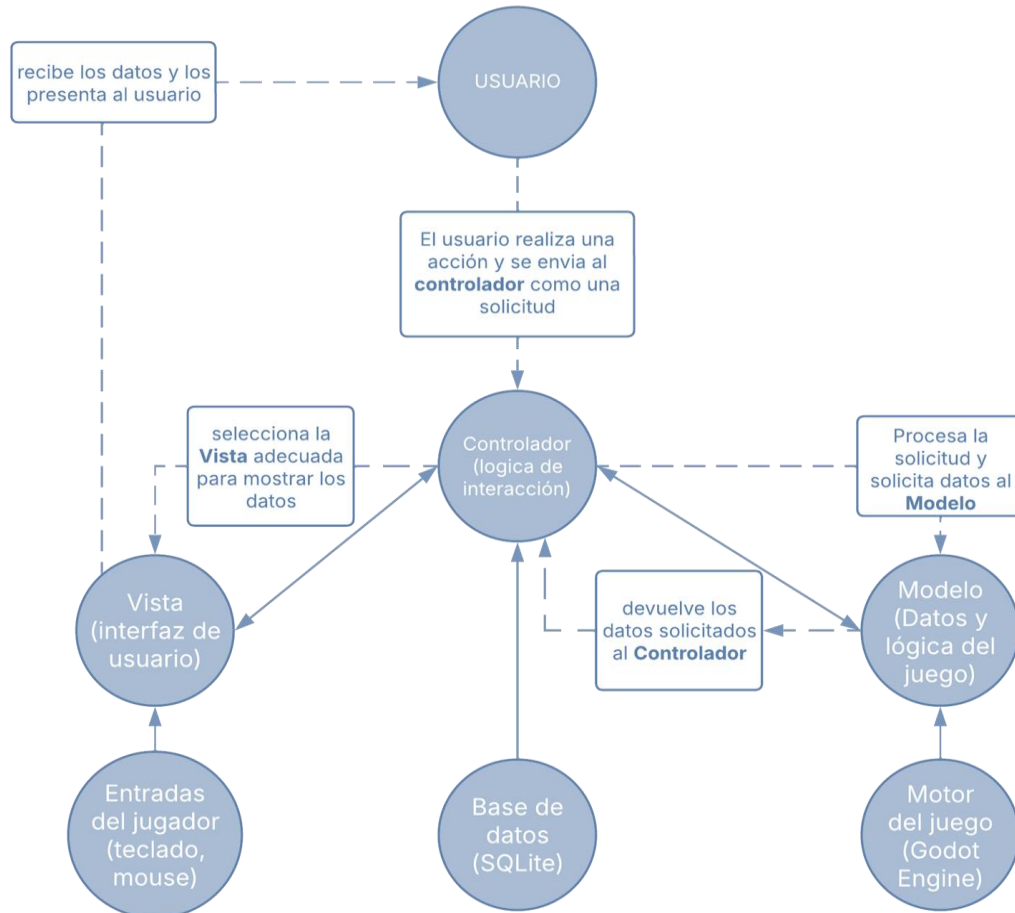 recibe los datos y los
presenta al usuario
USUARIO
El usuario realiza una
acción y se envia al
controlador como una
solicitud
selecciona la
Vista adecuada
para mostrar los
datos
Controlador
(logica de
interacción)
Procesa la
solicitud y
solicita datos al
Modelo
Vista
(interfaz de
usuario)
devuelve los
datos solicitados
al Controlador
Modelo
(Datos y
lógica del
juego)
Entradas
del jugador
(teclado,
mouse)
Base de
datos
(SQLite)
Motor
del juego
(Godot
Engine)